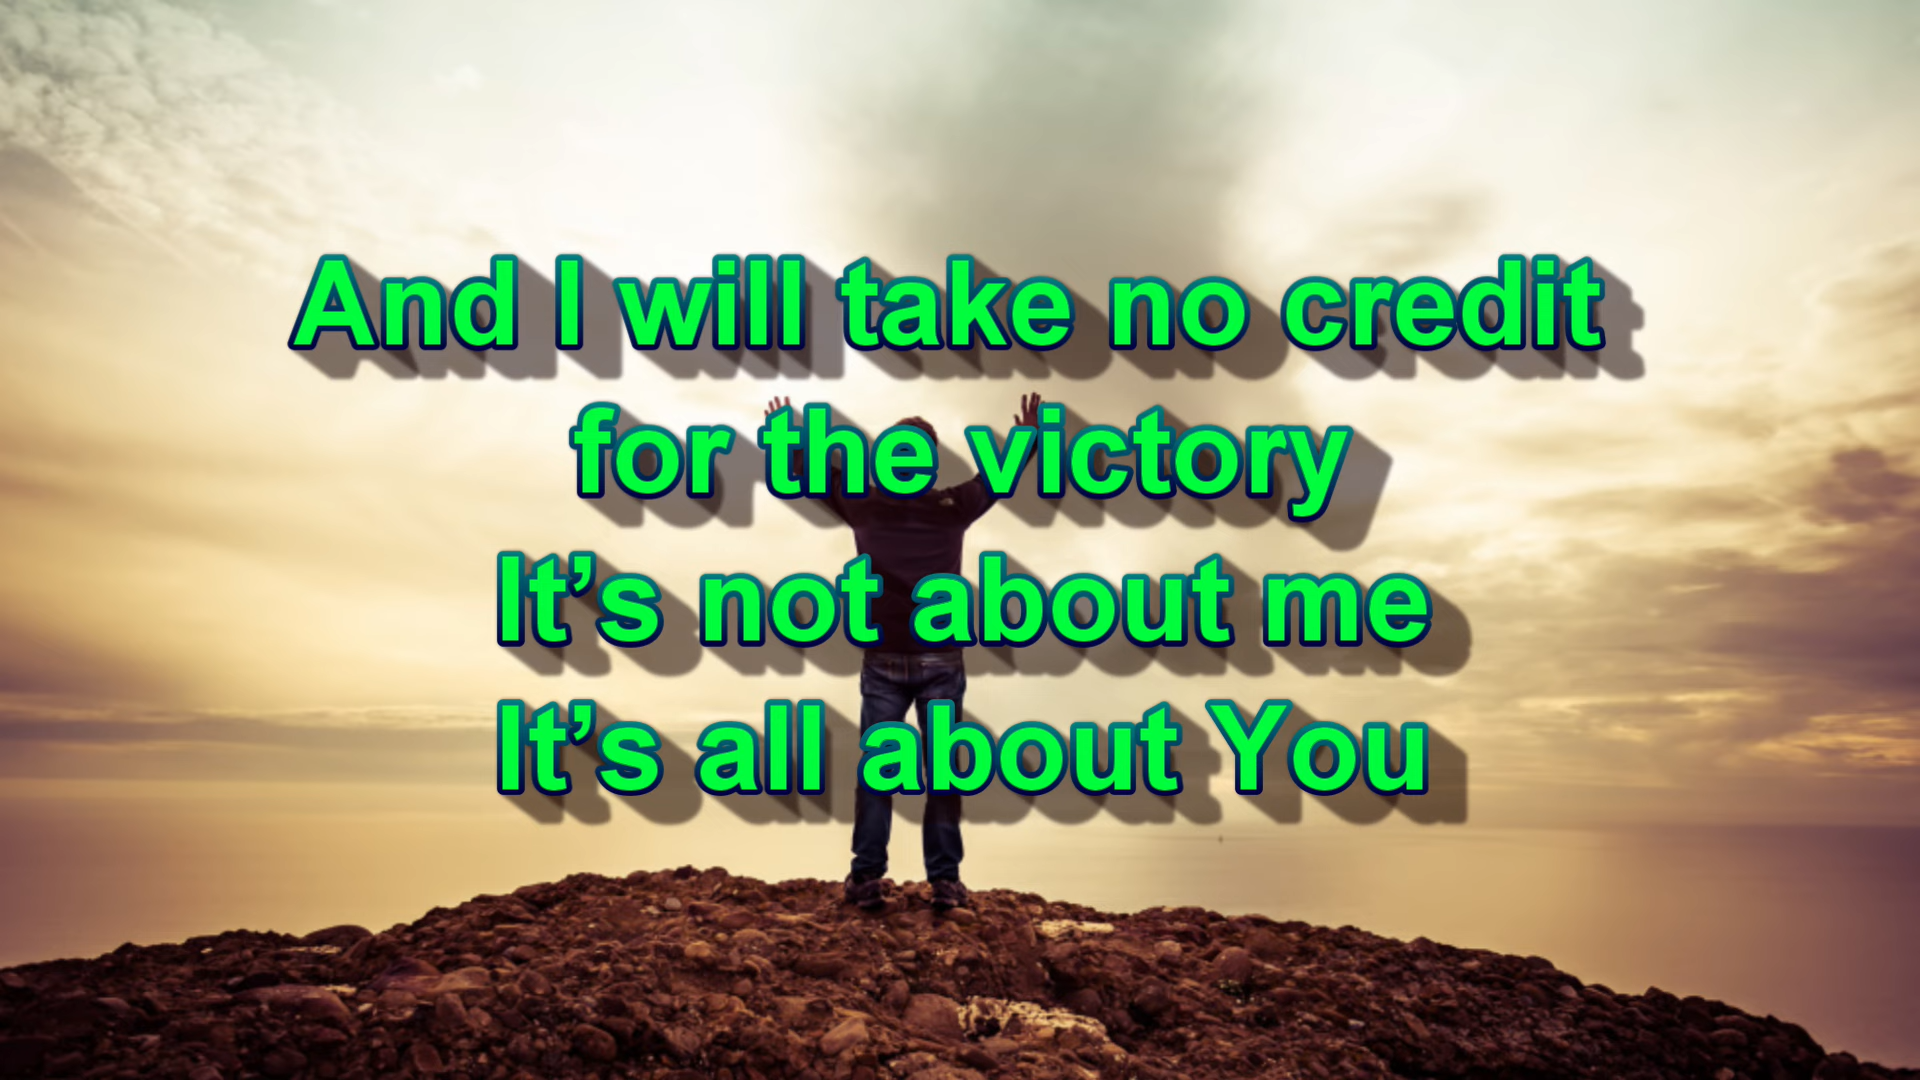 And I will take no credit
for the victory
It’s not about me
It’s all about You